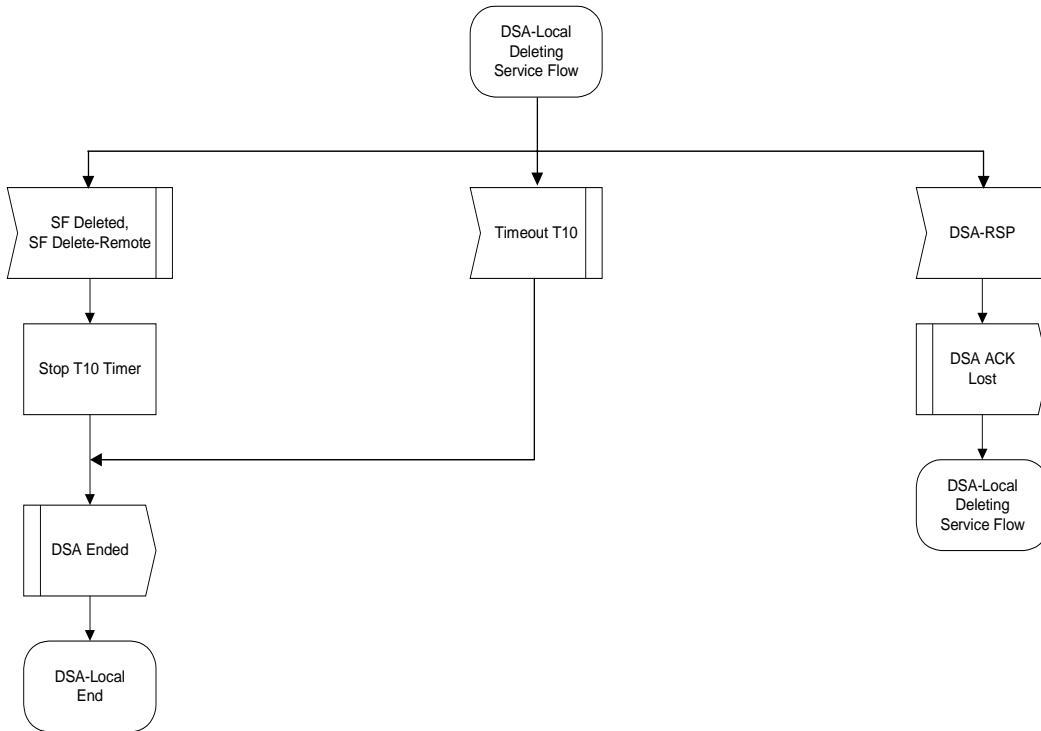 DSA-Local
Deleting
Service Flow
SF Deleted,
SF Delete-Remote
Timeout T10
DSA-RSP
Stop T10 Timer
DSA ACK
Lost
DSA-Local
Deleting
Service Flow
DSA Ended
DSA-Local
End